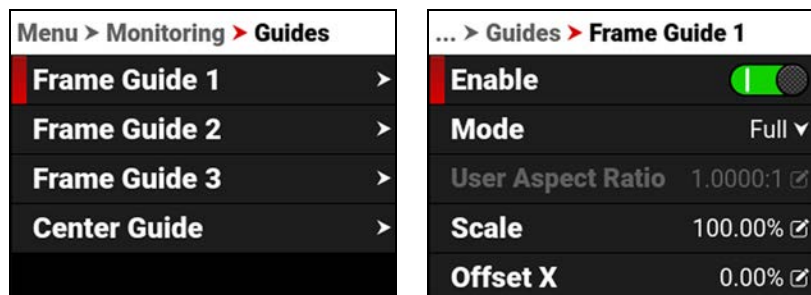 Menu > Monitoring > Guides
Frame Guide 1
Frame Guide 2
Frame Guide 3
Center Guide
... > Guides > Frame Guide 1
Enable
Mode Full
User Aspect Ratio 1.0000:1
Scale 100.00%
Offset X 0.00%